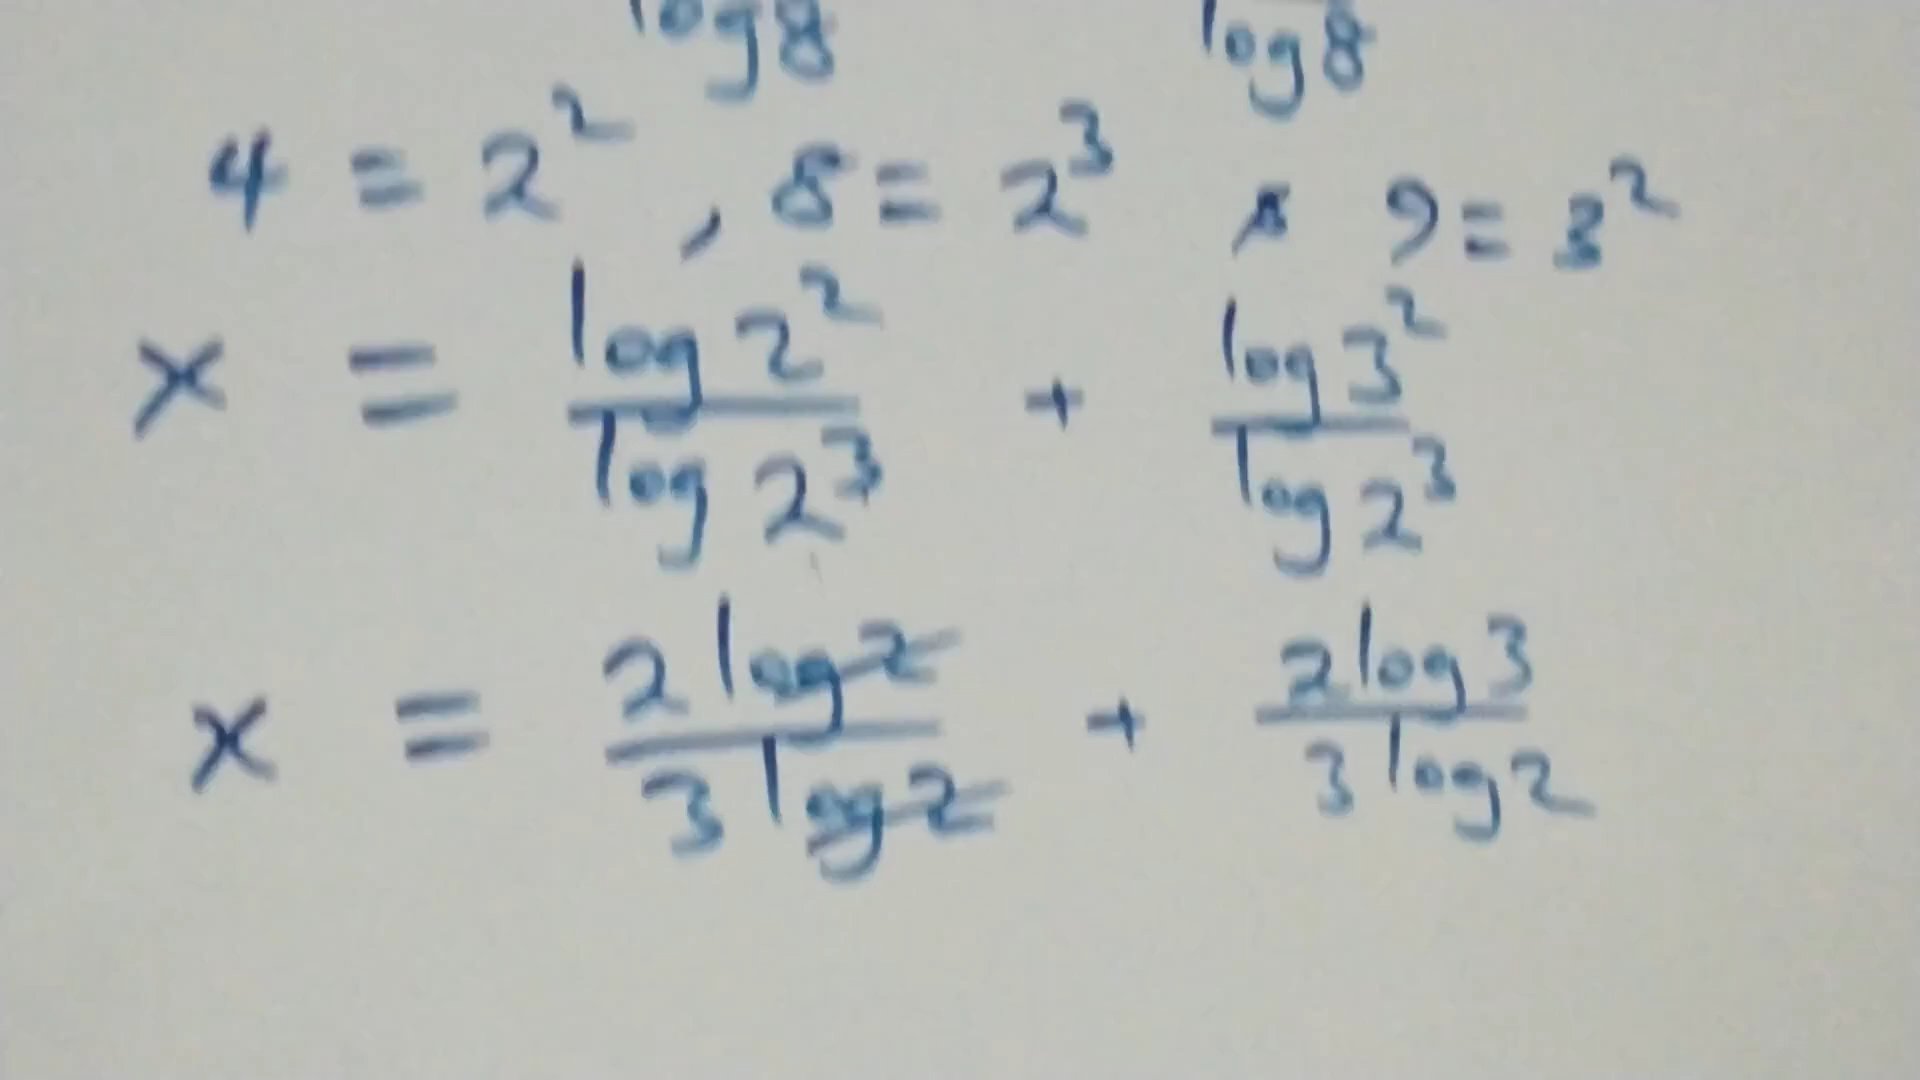 log8 log8
4 = 2² , 8 = 2³ & 9 = 3²
x = log 2² / log 2³ + log 3² / log 2³
x = 2 log 2 / 3 log 2 + 2 log 3 / 3 log 2